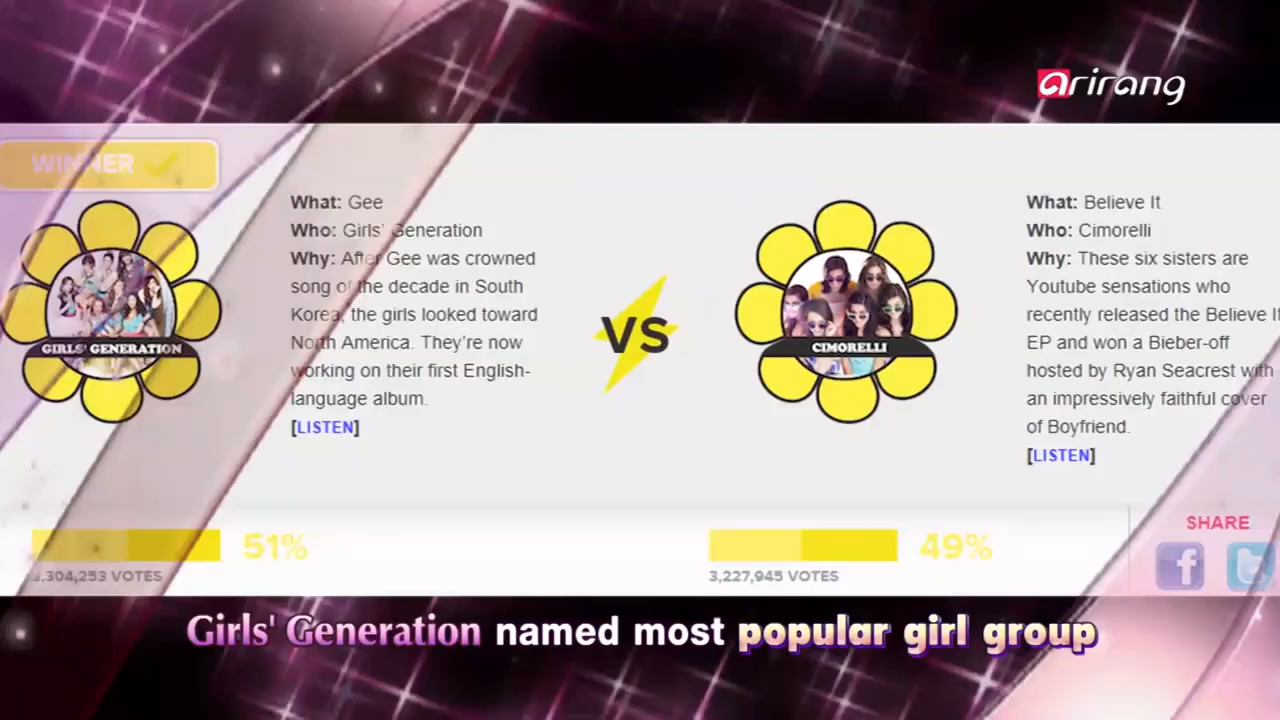 arirang
WINNER
What: Gee
Who: Girls' Generation
Why: After Gee was crowned
song of the decade in South
Korea, the girls looked toward
North America. They're now
working on their first English-
language album.
[LISTEN]
GIRLS' GENERATION
51%
3,304,253 VOTES
VS
What: Believe It
Who: Cimorelli
Why: These six sisters are
Youtube sensations who
recently released the Believe It
EP and won a Bieber-off
hosted by Ryan Seacrest with
an impressively faithful cover
of Boyfriend.
[LISTEN]
CIMORELLI
49%
3,227,945 VOTES
SHARE
Girls' Generation named most popular girl group